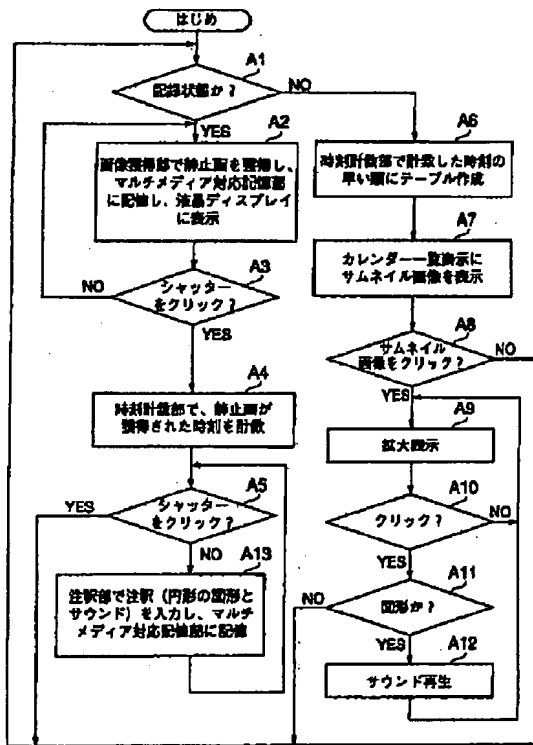 はじめ
A1
記録状態か?
NO
YES
A2
画像獲得部で静止画を獲得し、
マルチメディア対応記憶部
に記憶し、液晶ディスプレイ
に表示
A3
シャッター
をクリック?
NO
YES
A4
時刻計数部で、静止画が
獲得された時刻を計数
A5
シャッター
をクリック?
YES
NO
A13
注釈部で注釈(円形の図形と
サウンド)を入力し、マルチ
メディア対応記憶部に記憶
A6
時刻計数部で計数した時刻の
早い順にテーブル作成
A7
カレンダー一覧表示に
サムネイル画像を表示
A8
サムネイル
画像をクリック?
NO
YES
A9
拡大表示
A10
クリック?
NO
YES
A11
図形か?
NO
YES
A12
サウンド再生